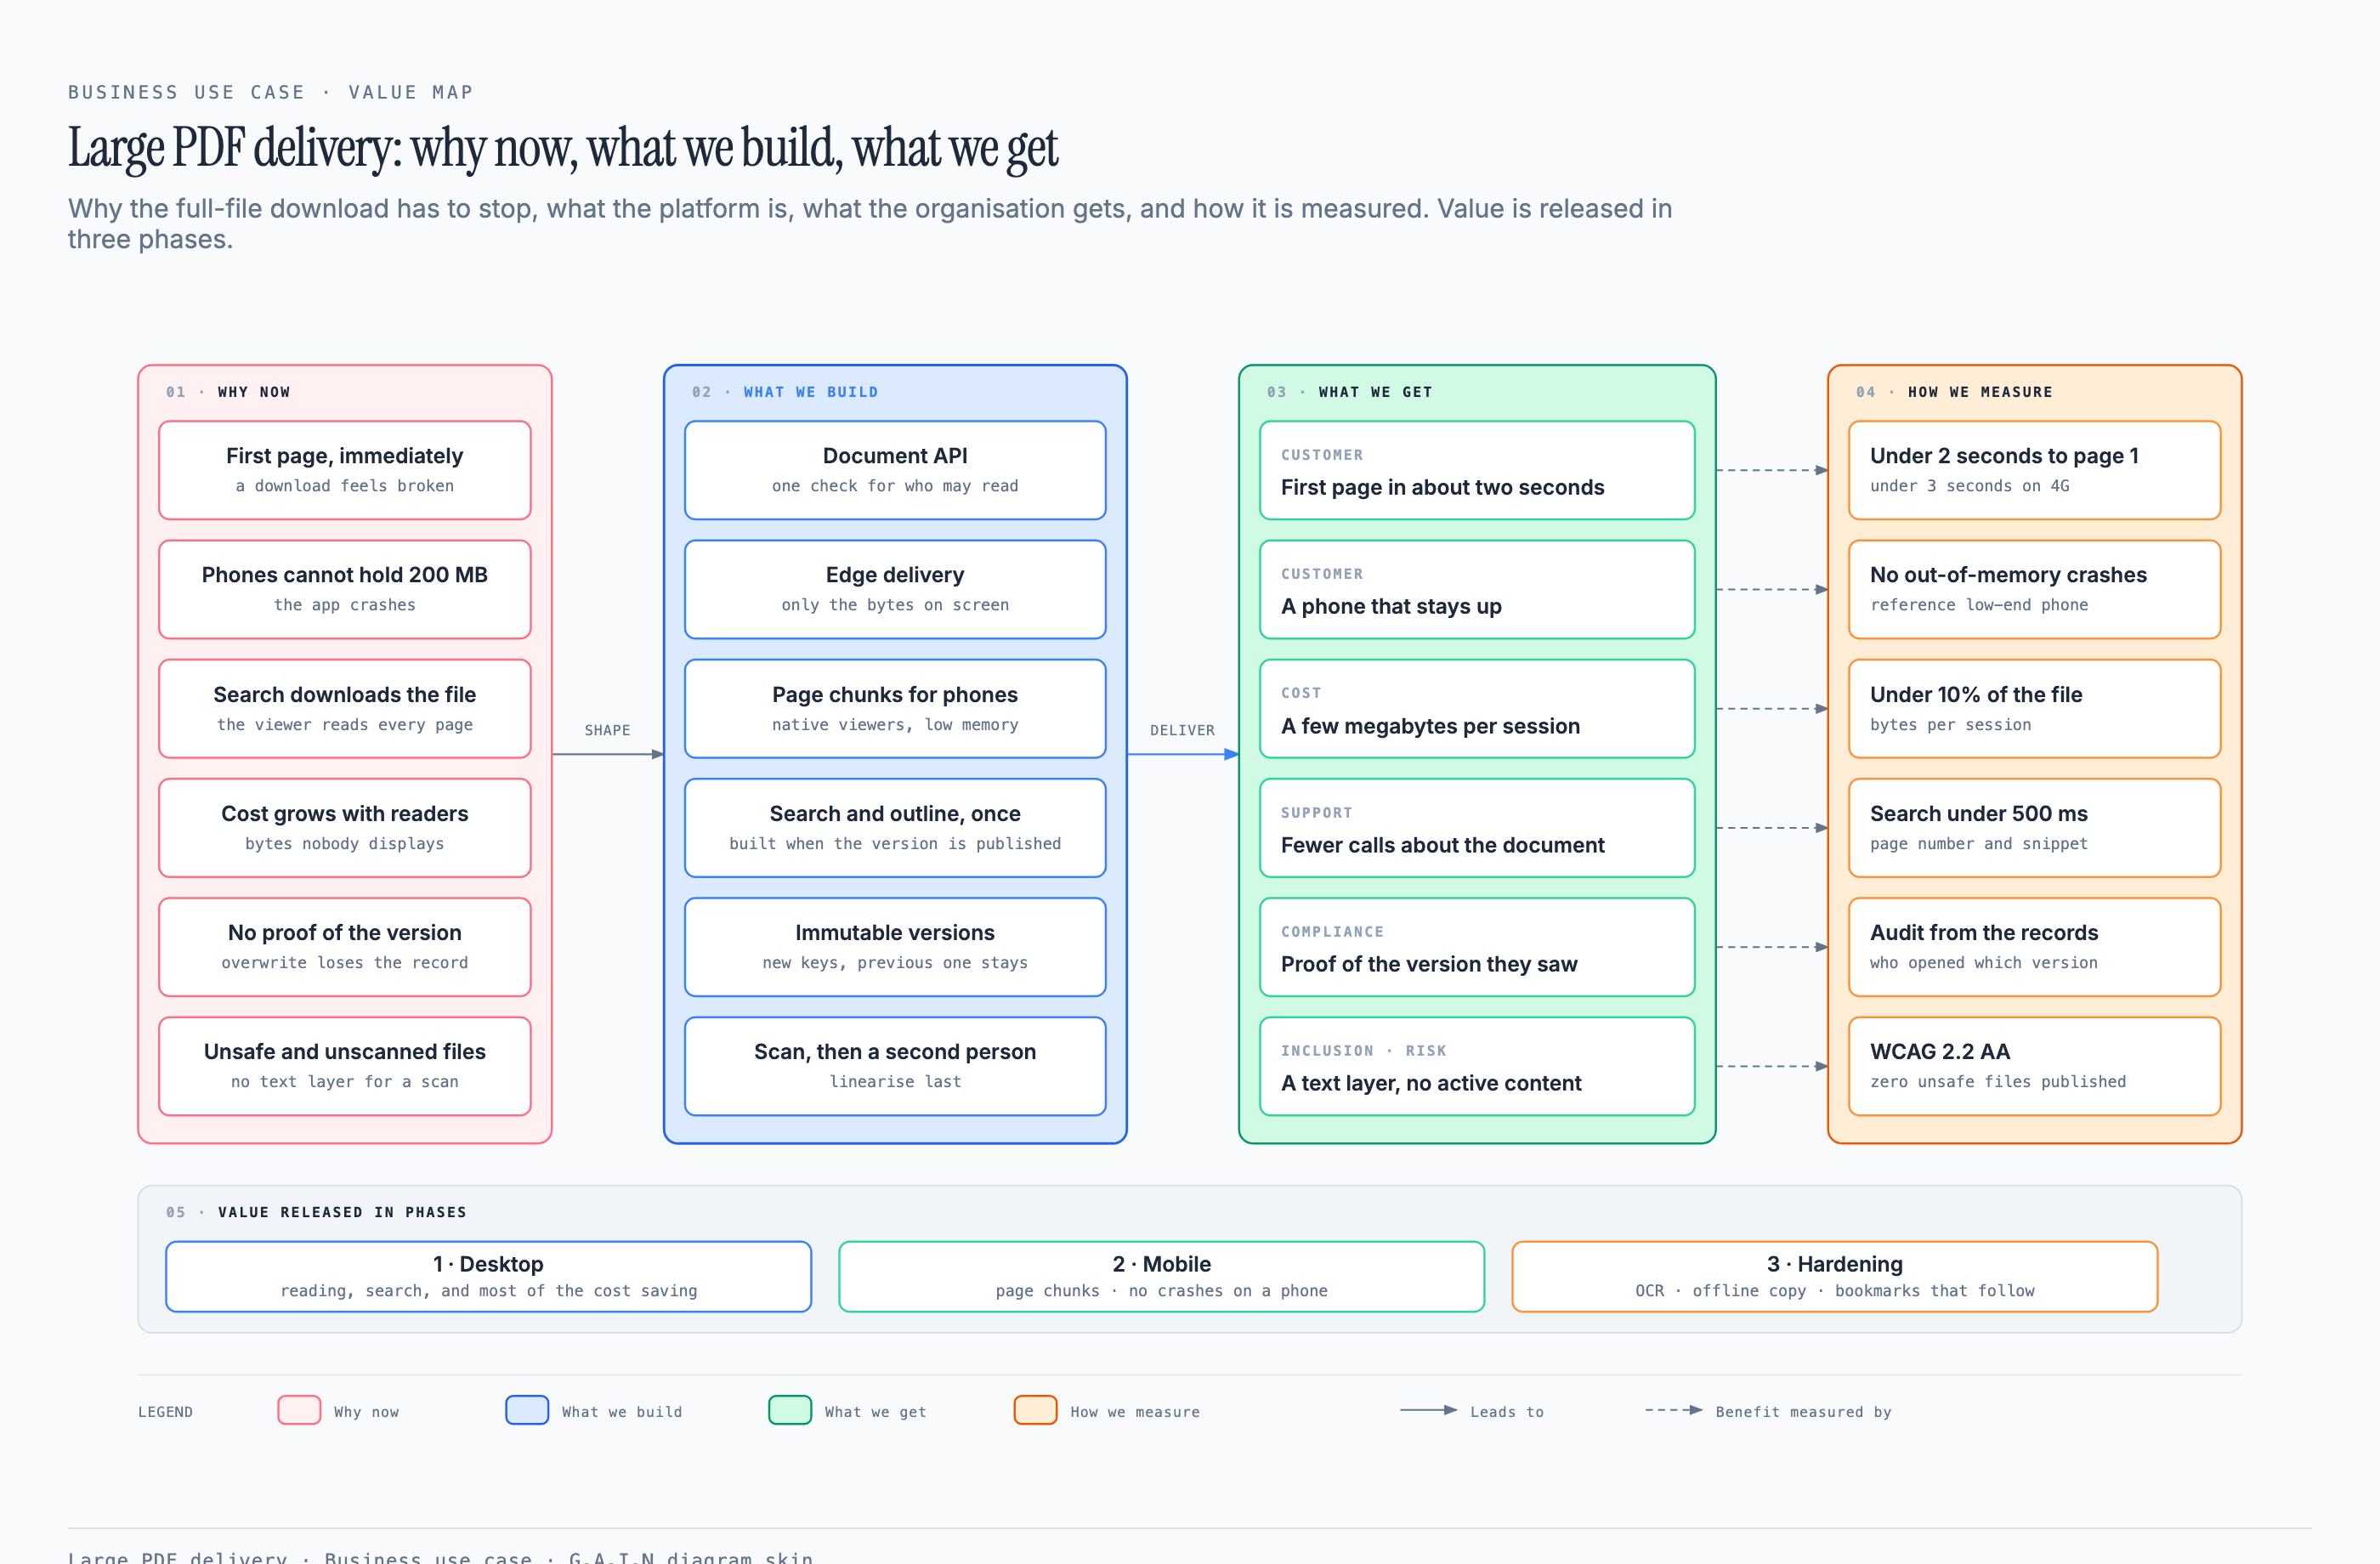 BUSINESS USE CASE · VALUE MAP
Large PDF delivery: why now, what we build, what we get
Why the full-file download has to stop, what the platform is, what the organisation gets, and how it is measured. Value is released in
three phases.
01 · WHY NOW
First page, immediately
a download feels broken
Phones cannot hold 200 MB
the app crashes
Search downloads the file
the viewer reads every page
Cost grows with readers
bytes nobody displays
No proof of the version
overwrite loses the record
Unsafe and unscanned files
no text layer for a scan
SHAPE
02 · WHAT WE BUILD
Document API
one check for who may read
Edge delivery
only the bytes on screen
Page chunks for phones
native viewers, low memory
Search and outline, once
built when the version is published
Immutable versions
new keys, previous one stays
Scan, then a second person
linearise last
DELIVER
03 · WHAT WE GET
CUSTOMER
First page in about two seconds
CUSTOMER
A phone that stays up
COST
A few megabytes per session
SUPPORT
Fewer calls about the document
COMPLIANCE
Proof of the version they saw
INCLUSION · RISK
A text layer, no active content
04 · HOW WE MEASURE
Under 2 seconds to page 1
under 3 seconds on 4G
No out-of-memory crashes
reference low-end phone
Under 10% of the file
bytes per session
Search under 500 ms
page number and snippet
Audit from the records
who opened which version
WCAG 2.2 AA
zero unsafe files published
05 · VALUE RELEASED IN PHASES
1 · Desktop
reading, search, and most of the cost saving
2 · Mobile
page chunks · no crashes on a phone
3 · Hardening
OCR · offline copy · bookmarks that follow
LEGEND
Why now
What we build
What we get
How we measure
Leads to
Benefit measured by
Large PDF delivery · Business use case · G.A.I.N diagram skin